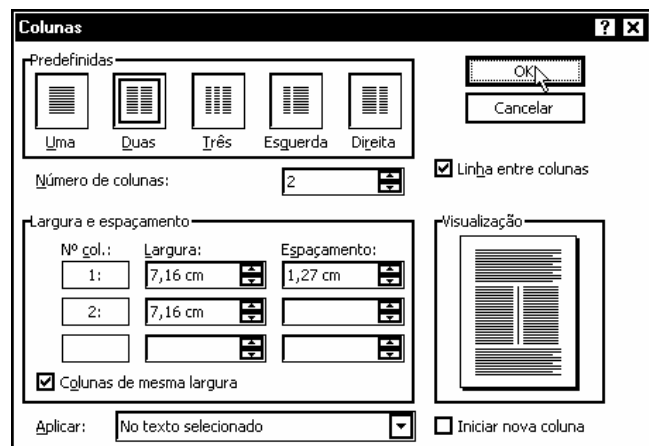 Colunas
Predefinidas
Uma Duas Três Esquerda Direita
OK
Cancelar
Número de colunas: 2
Linha entre colunas
Largura e espaçamento
Nº col.: Largura: Espaçamento:
1: 7,16 cm 1,27 cm
2: 7,16 cm
Colunas de mesma largura
Visualização
Aplicar: No texto selecionado
Iniciar nova coluna